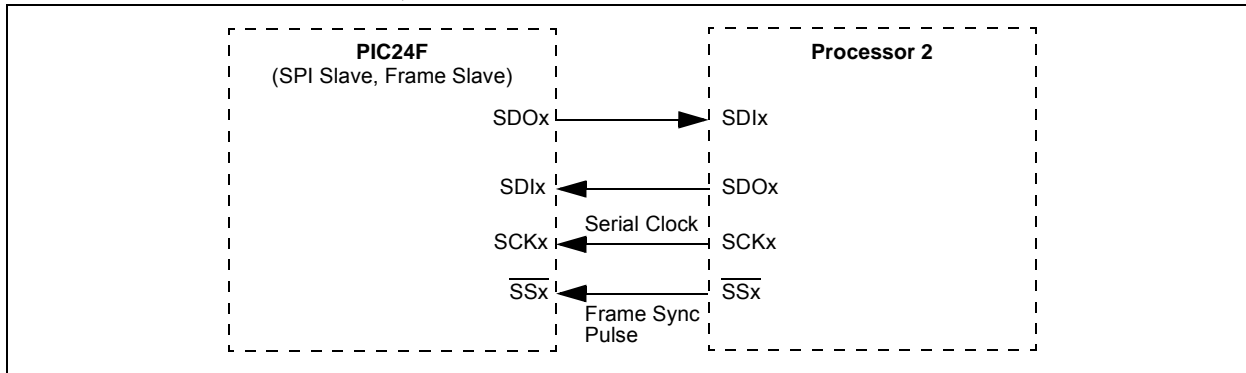 PIC24F
(SPI Slave, Frame Slave)
Processor 2
SDOx
SDIx
SDIx
SDOx
Serial Clock
SCKx
SCKx
SSx
SSx
Frame Sync
Pulse